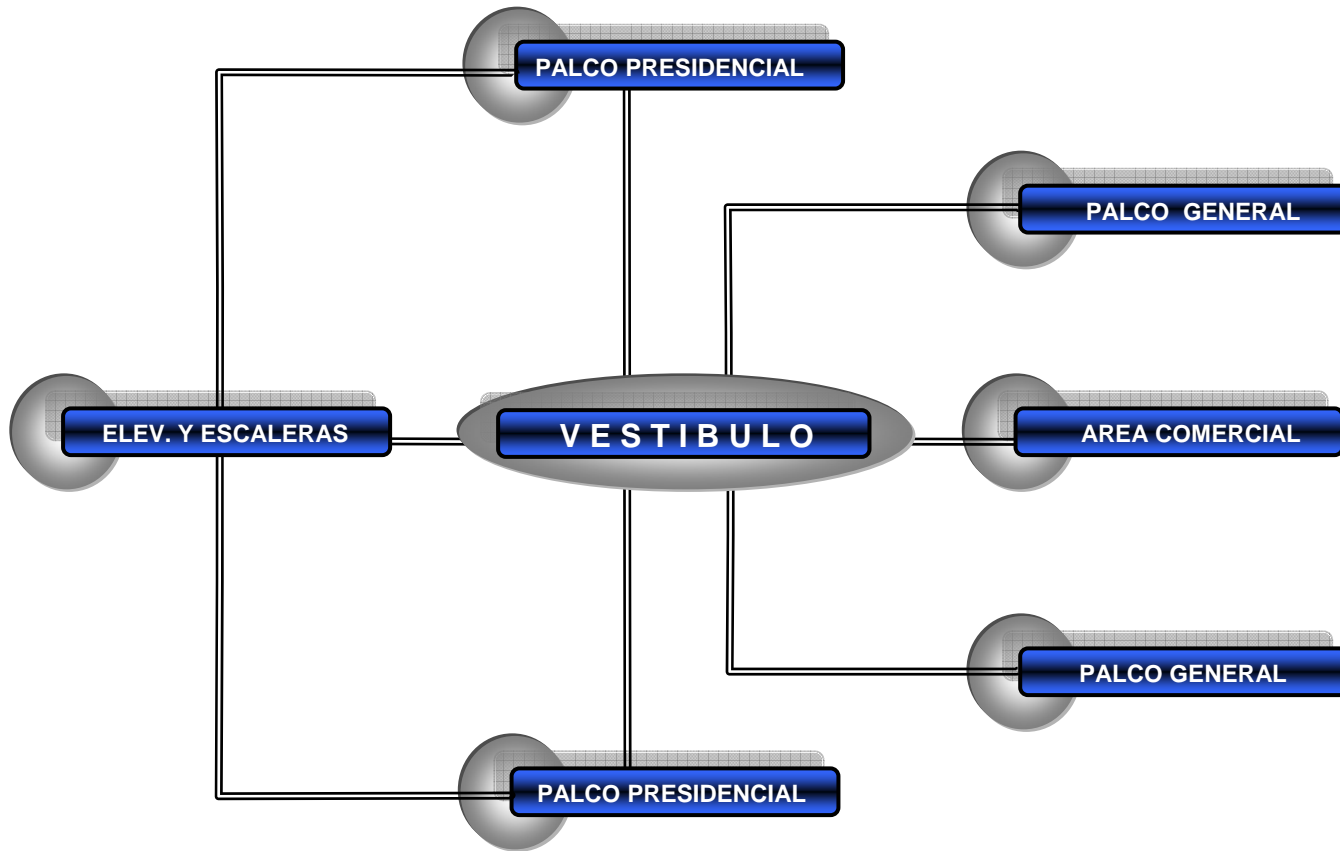 PALCO PRESIDENCIAL
PALCO GENERAL
ELEV. Y ESCALERAS
V E S T I B U L O
AREA COMERCIAL
PALCO GENERAL
PALCO PRESIDENCIAL